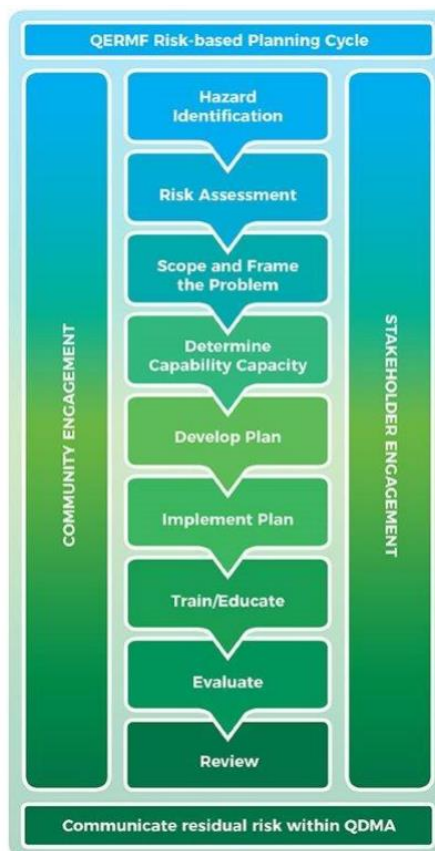 QERMF Risk-based Planning Cycle
COMMUNITY ENGAGEMENT
Hazard
Identification
Risk Assessment
Scope and Frame
the Problem
Determine
Capability Capacity
Develop Plan
Implement Plan
Train/Educate
Evaluate
Review
STAKEHOLDER ENGAGEMENT
Communicate residual risk within QDMA